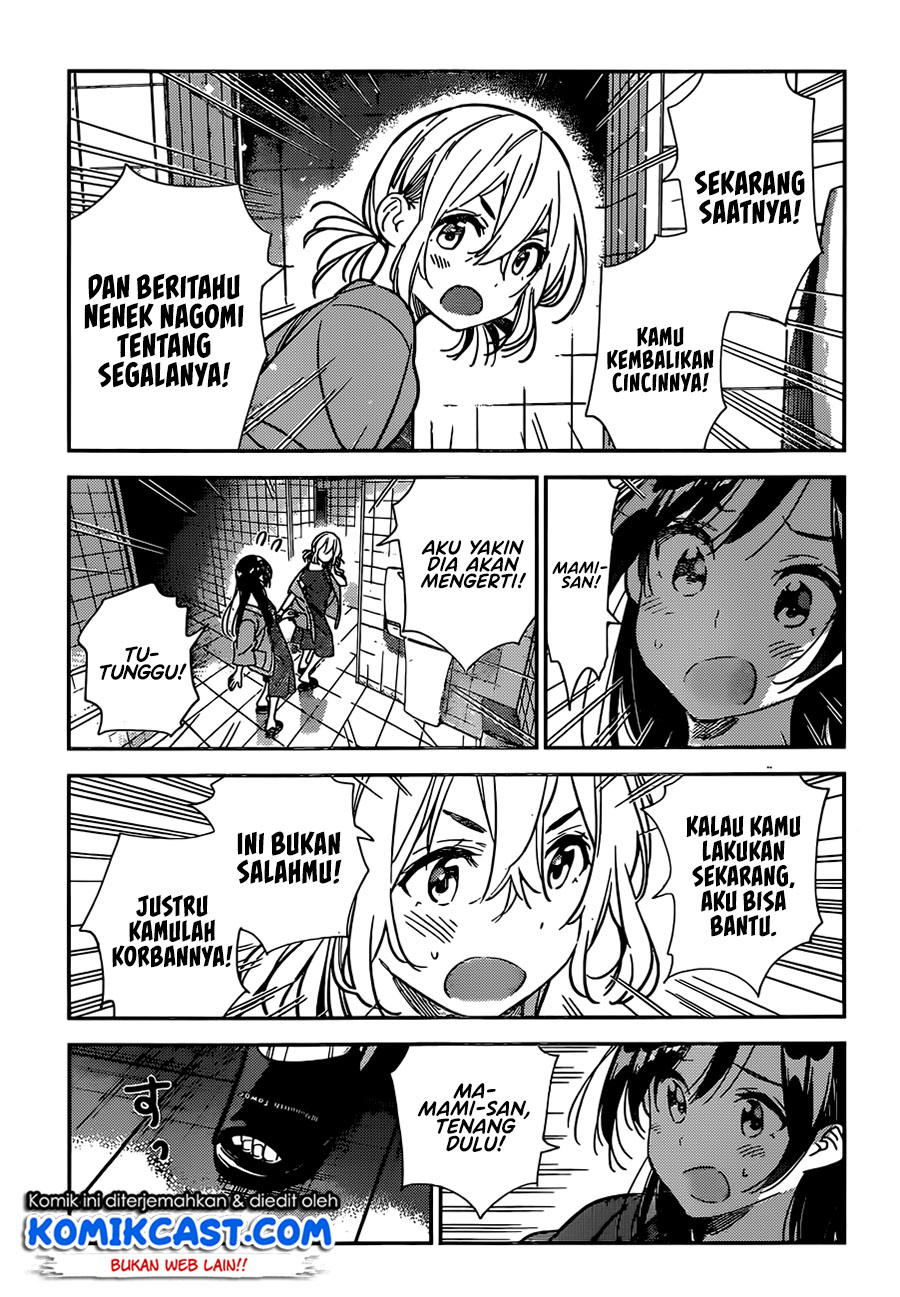 SEKARANG
SAATNYA!
KAMU
KEMBALIKAN
CINCINNYA!
DAN BERITAHU
NENEK NAGOMI
TENTANG
SEGALANYA!
MAMI-
SAN!
AKU YAKIN
DIA AKAN
MENGERTI!
TU-
TUNGGU!
KALAU KAMU
LAKUKAN
SEKARANG,
AKU BISA
BANTU.
INI BUKAN
SALAHMU!
JUSTRU
KAMULAH
KORBANNYA!
MA-
MAMI-SAN,
TENANG
DULU!
すっ
Komik ini diterjemahkan & diedit oleh
KOMIKCAST.COM
BUKAN WEB LAIN!!